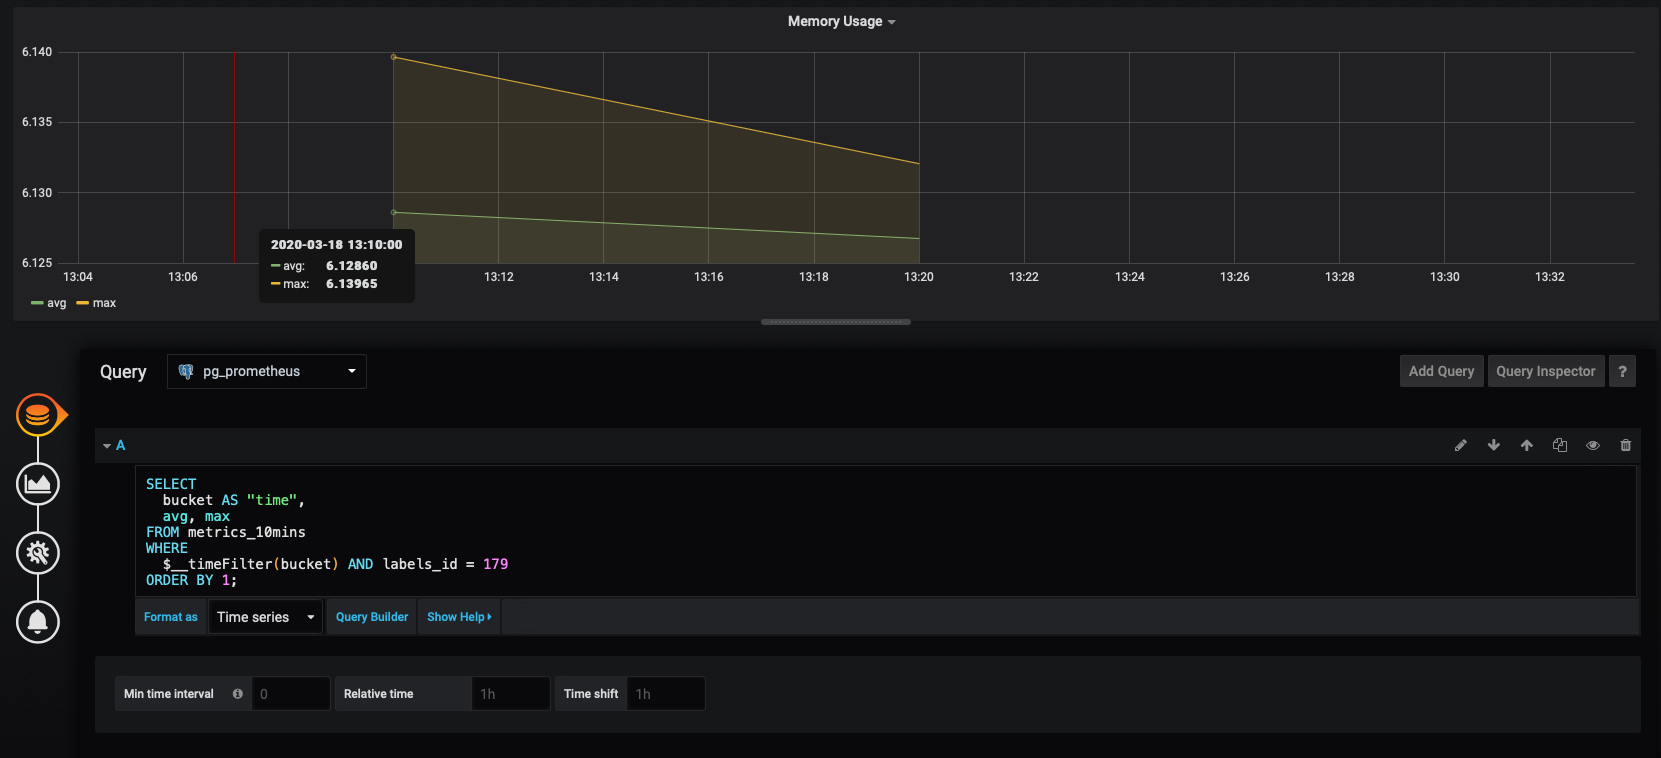 Memory Usage
6.140
6.135
6.130
6.125
13:04 13:06 13:12 13:14 13:16 13:18 13:20 13:22 13:24 13:26 13:28 13:30 13:32
2020-03-18 13:10:00
avg: 6.12860
max: 6.13965
avg max
Query pg_prometheus Add Query Query Inspector ?
A
SELECT
bucket AS "time",
avg, max
FROM metrics_10mins
WHERE
$__timeFilter(bucket) AND labels_id = 179
ORDER BY 1;
Format as Time series Query Builder Show Help
Min time interval 0 Relative time 1h Time shift 1h